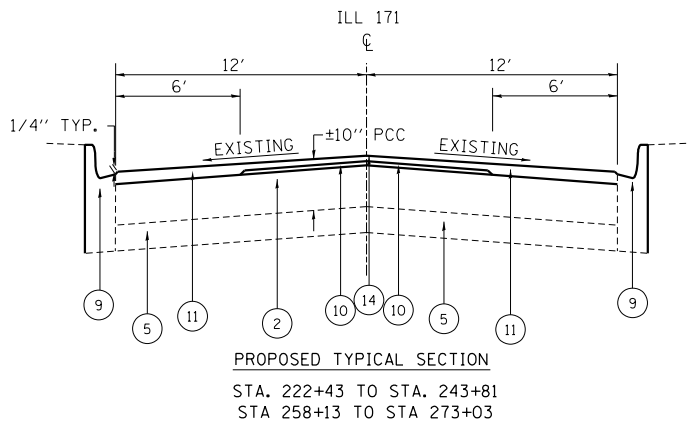 ILL 171
℄
12' 12'
6' 6'
1/4" TYP.
EXISTING ±10" PCC EXISTING
9 5 11 2 10 14 10 5 11 9
PROPOSED TYPICAL SECTION
STA. 222+43 TO STA. 243+81
STA 258+13 TO STA 273+03